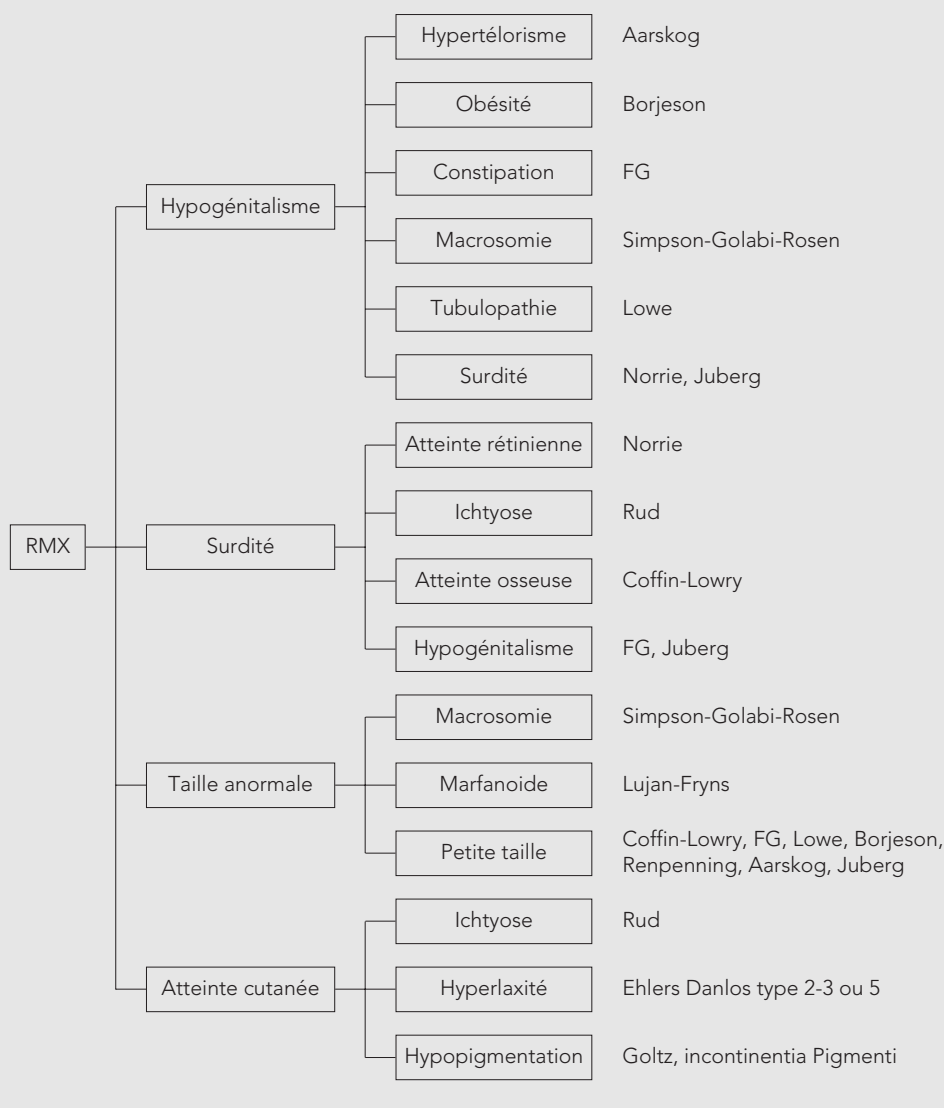 Hypertélorisme Aarskog
Obésité Borjeson
Constipation FG
Hypogénitalisme
Macrosomie Simpson-Golabi-Rosen
Tubulopathie Lowe
Surdité Norrie, Juberg
Atteinte rétinienne Norrie
Ichtyose Rud
RMX
Surdité
Atteinte osseuse Coffin-Lowry
Hypogénitalisme FG, Juberg
Macrosomie Simpson-Golabi-Rosen
Taille anormale
Marfanoide Lujan-Fryns
Petite taille Coffin-Lowry, FG, Lowe, Borjeson,
Renpenning, Aarskog, Juberg
Ichtyose Rud
Atteinte cutanée
Hyperlaxité Ehlers Danlos type 2-3 ou 5
Hypopigmentation Goltz, incontinentia Pigmenti